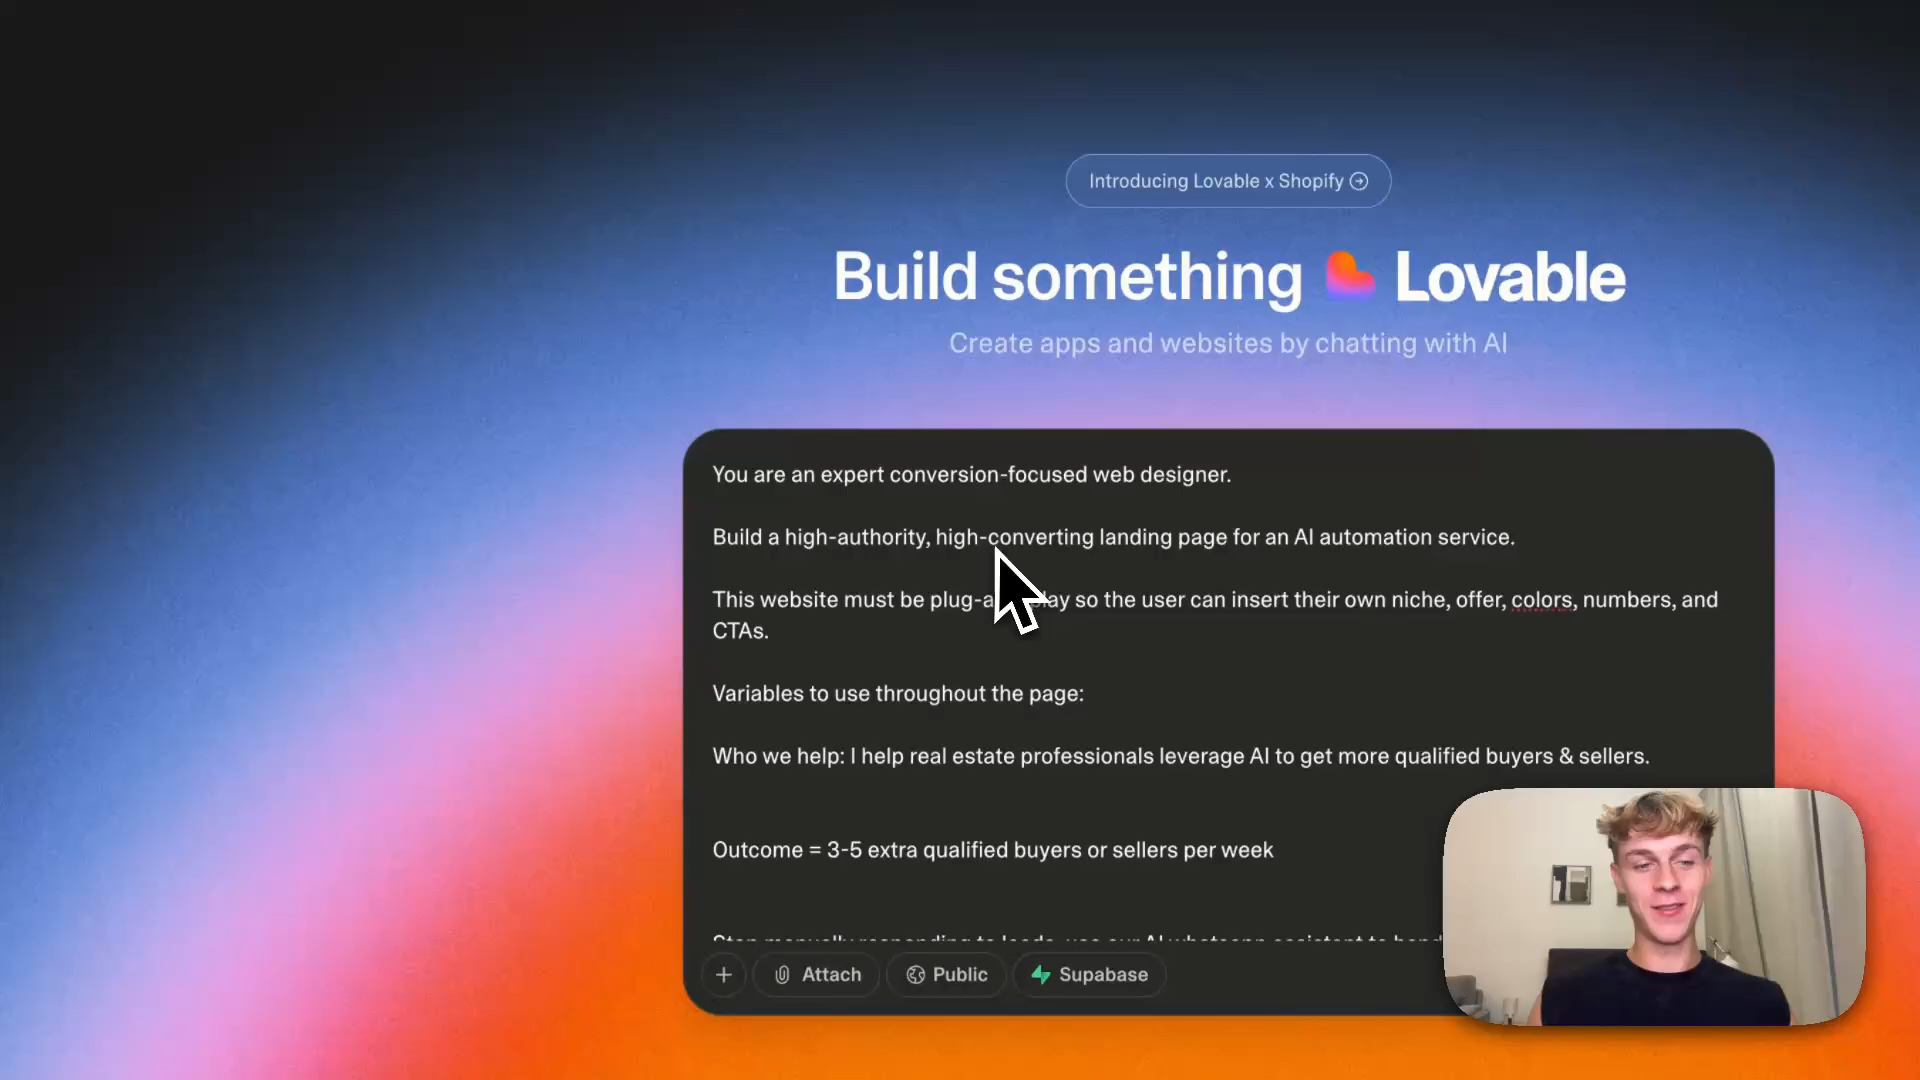 Introducing Lovable x Shopify
Build something Lovable
Create apps and websites by chatting with AI
You are an expert conversion-focused web designer.
Build a high-authority, high-converting landing page for an AI automation service.
This website must be plug-a lay so the user can insert their own niche, offer, colors, numbers, and
CTAs.
Variables to use throughout the page:
Who we help: I help real estate professionals leverage AI to get more qualified buyers & sellers.
Outcome = 3-5 extra qualified buyers or sellers per week
Attach
Public
Supabase